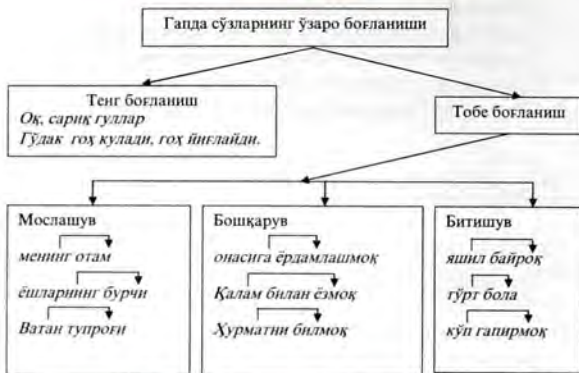 Гапда сўзларнинг ўзаро боғланиши
Тенг боғланиш
Оқ, сариқ гуллар
Гўдак гоҳ кулади, гоҳ йиғлайди.
Тобе боғланиш
Мослашув
менинг отам
ёшларнинг бурчи
Ватан тупроғи
Бошқарув
онасига ёрдамлашмоқ
Қалам билан ёзмоқ
Ҳурматни билмоқ
Битишув
яшил байроқ
тўрт бола
кўп гапирмоқ